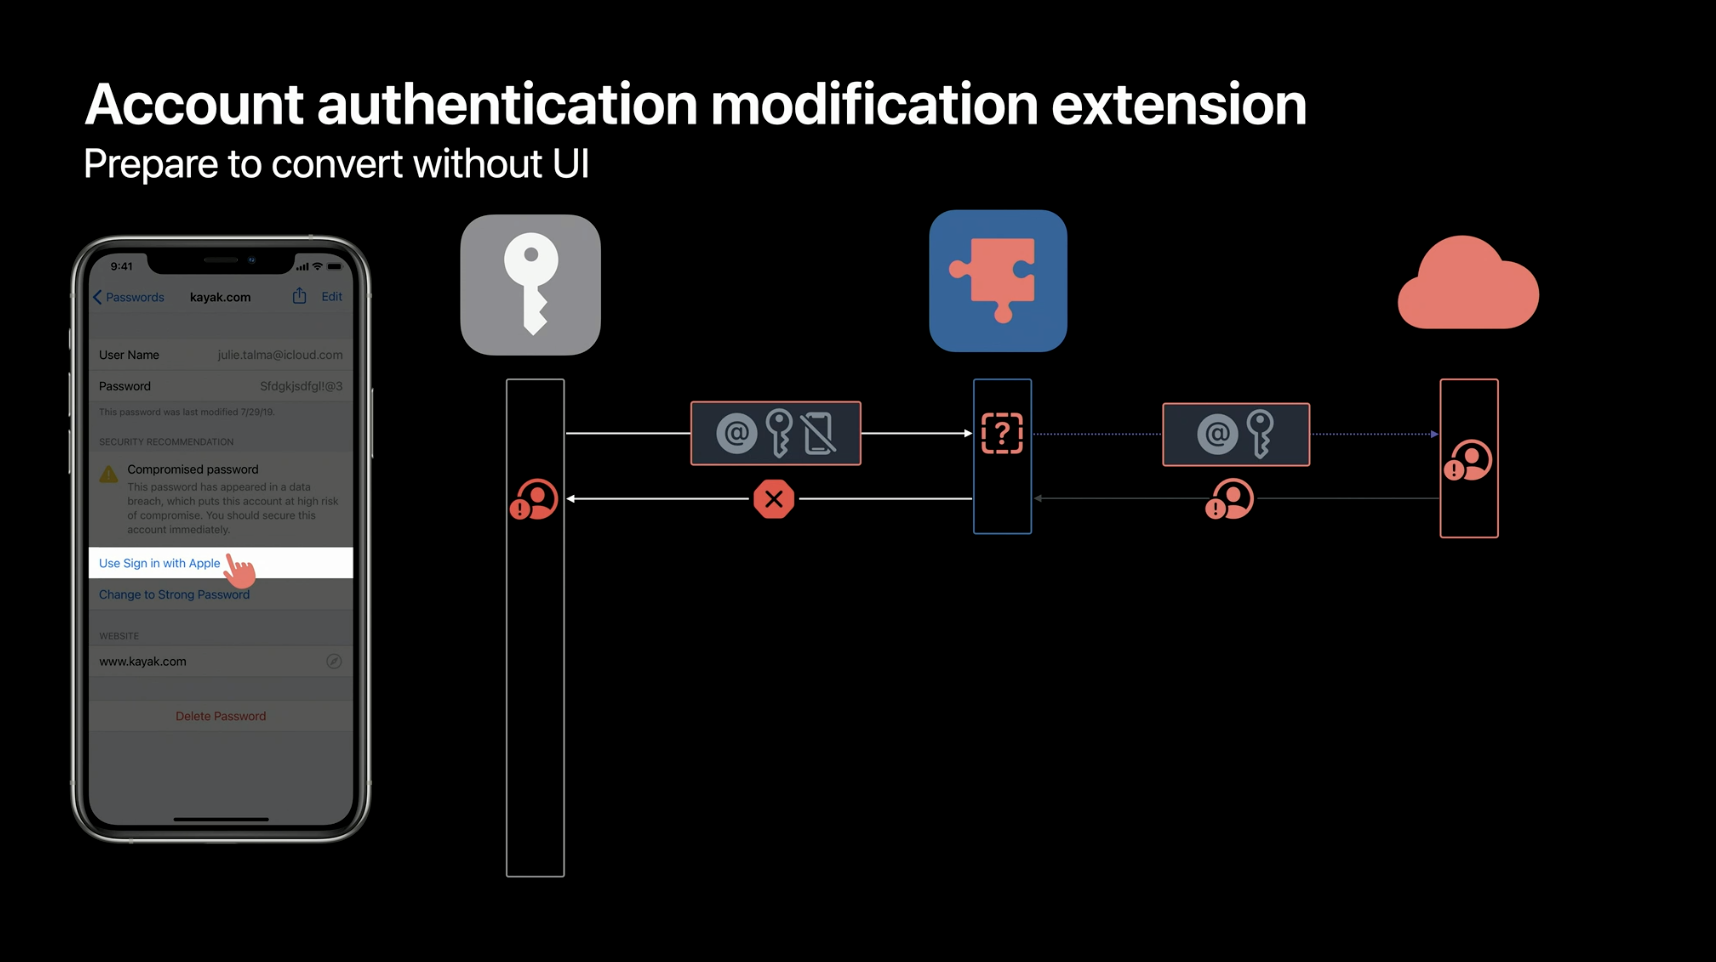 Account authentication modification extension
Prepare to convert without UI
9:41
Passwords
kayak.com
Edit
User Name
julie.talma@icloud.com
Password
Sfdgkjsdfgl!@3
This password was last modified 7/29/19.
SECURITY RECOMMENDATION
Compromised password
This password has appeared in a data
breach, which puts this account at high risk
of compromise. You should secure this
account immediately.
Use Sign in with Apple
Change to Strong Password
WEBSITE
www.kayak.com
Delete Password
@
?
@
!
!
!